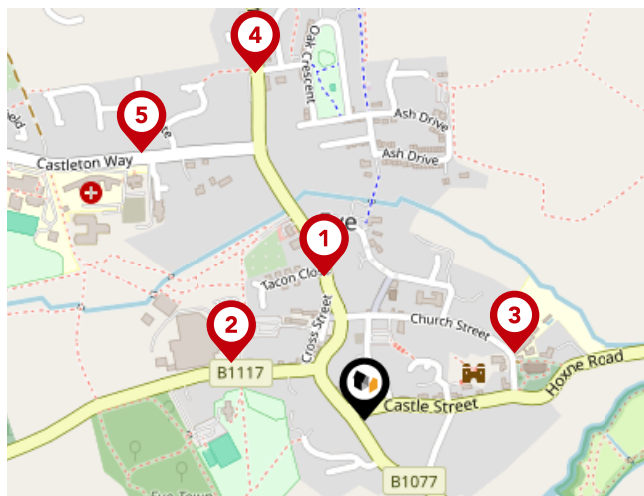 4
Oak Crescent
5
Ash Drive
Ash Drive
Castleton Way
1
Tacon Clo
Cross Street
2
Church Street
3
B1117
Hoxne Road
Castle Street
B1077